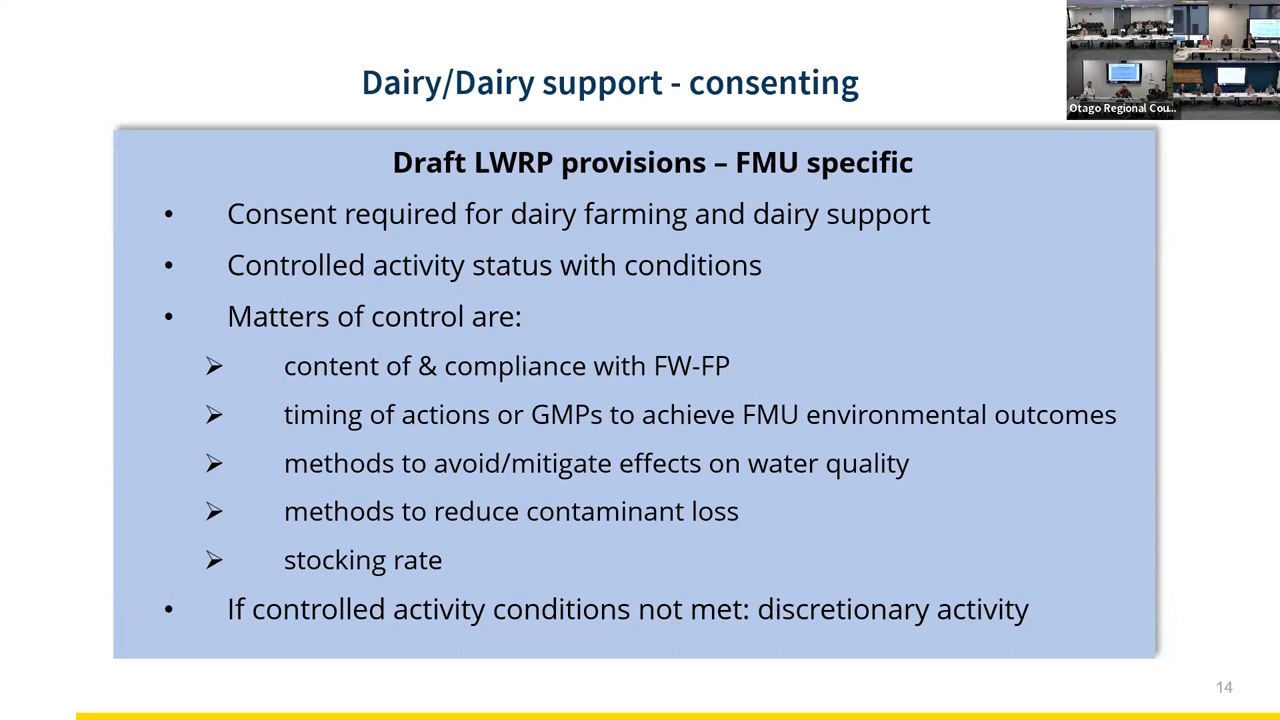 Dairy/Dairy support - consenting
Otago Regional Cou...
Draft LWRP provisions – FMU specific
• Consent required for dairy farming and dairy support
• Controlled activity status with conditions
• Matters of control are:
➢ content of & compliance with FW-FP
➢ timing of actions or GMPs to achieve FMU environmental outcomes
➢ methods to avoid/mitigate effects on water quality
➢ methods to reduce contaminant loss
➢ stocking rate
• If controlled activity conditions not met: discretionary activity
14